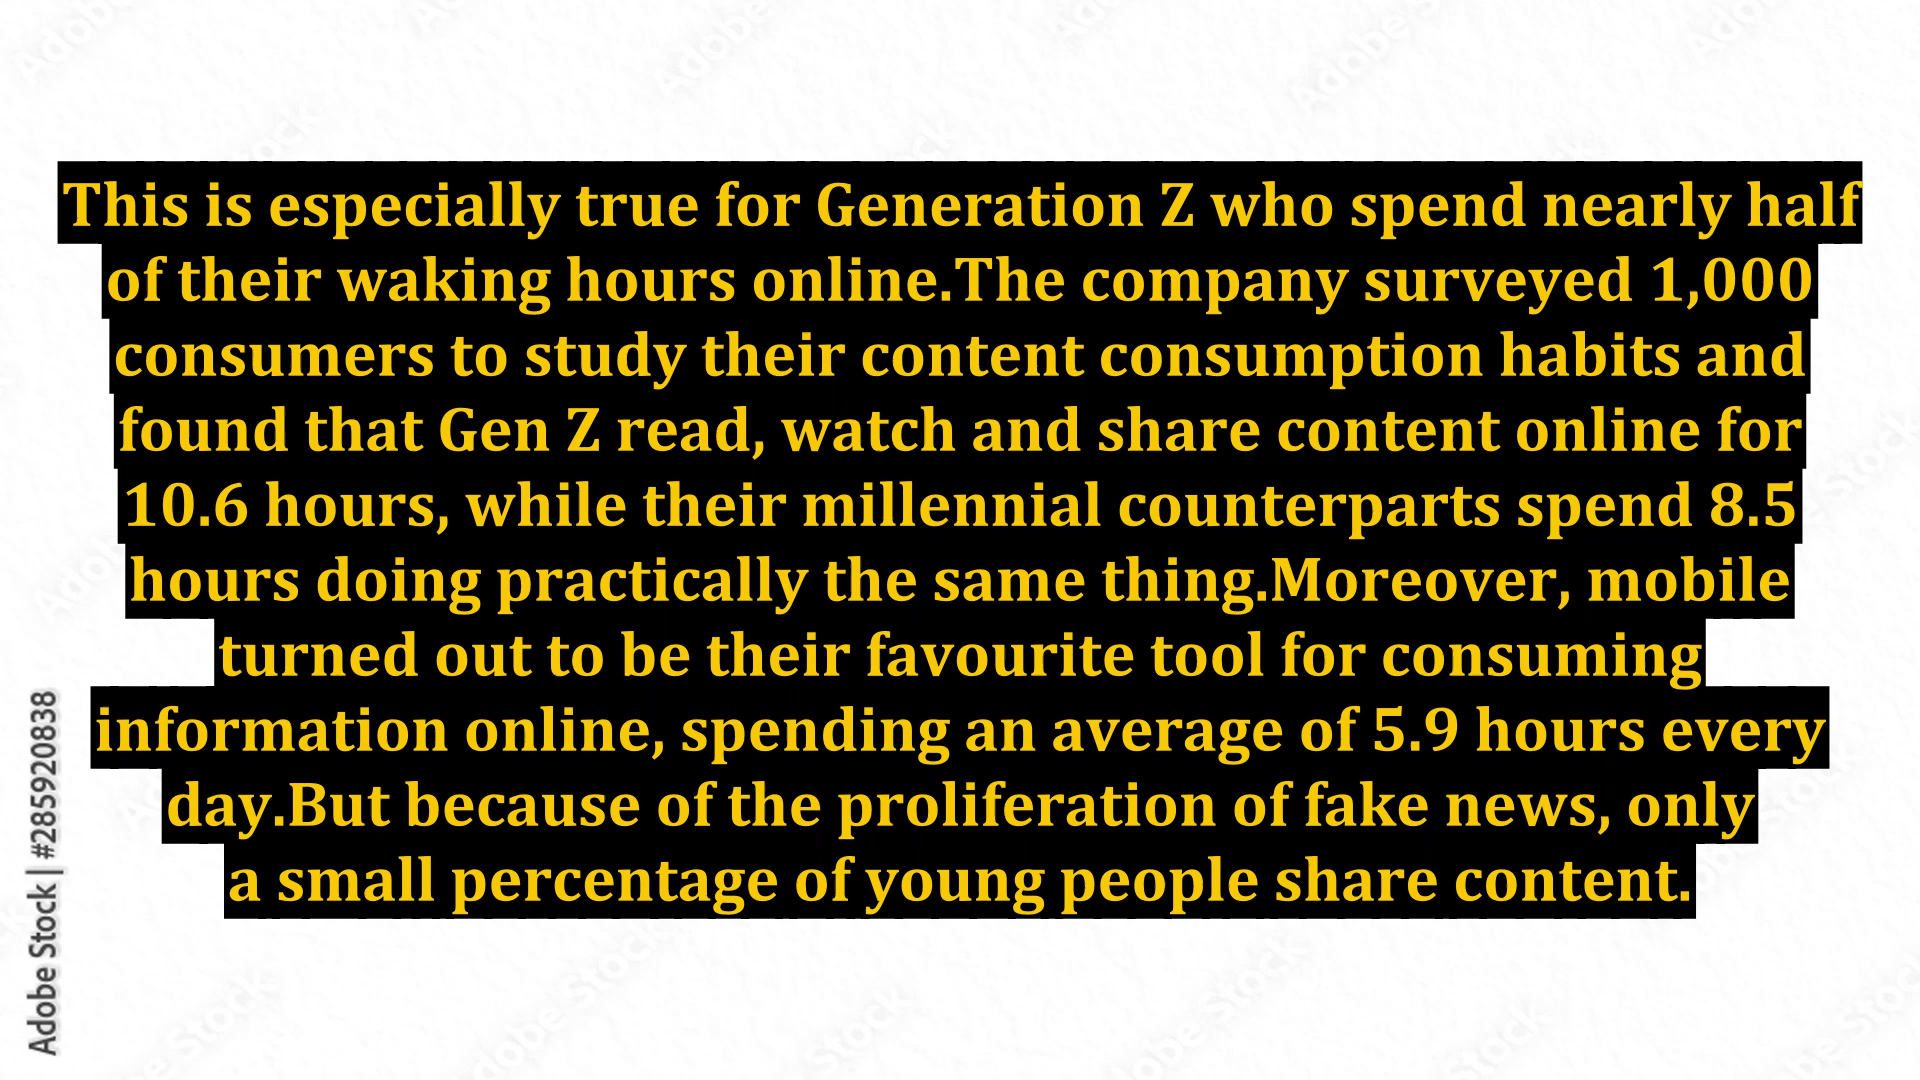 This is especially true for Generation Z who spend nearly half
of their waking hours online.The company surveyed 1,000
consumers to study their content consumption habits and
found that Gen Z read, watch and share content online for
10.6 hours, while their millennial counterparts spend 8.5
hours doing practically the same thing.Moreover, mobile
turned out to be their favourite tool for consuming
information online, spending an average of 5.9 hours every
day.But because of the proliferation of fake news, only
a small percentage of young people share content.
Adobe Stock | #285920838